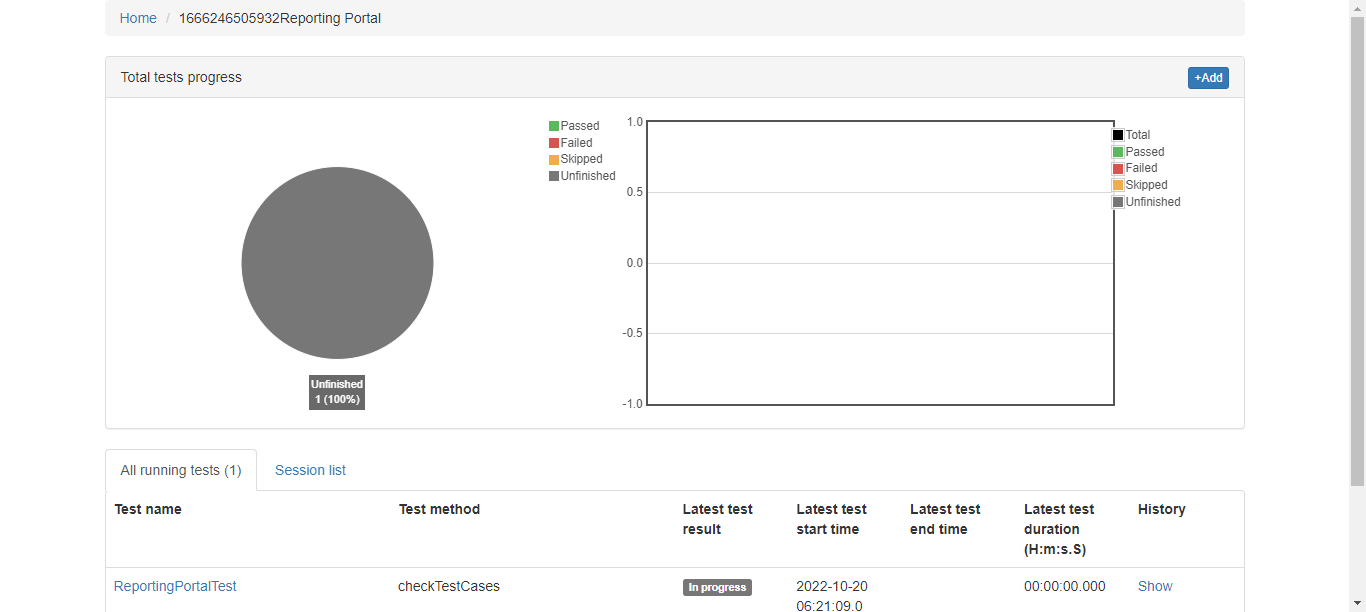 Home / 1666246505932Reporting Portal
Total tests progress
+Add
Passed
Failed
Skipped
Unfinished
Unfinished
1 (100%)
1.0
0.5
0.0
-0.5
-1.0
Total
Passed
Failed
Skipped
Unfinished
All running tests (1)
Session list
Test name
Test method
Latest test
result
Latest test
start time
Latest test
end time
Latest test
duration
(H:m:s.S)
History
ReportingPortalTest
checkTestCases
In progress
2022-10-20
06:21:09.0
00:00:00.000
Show